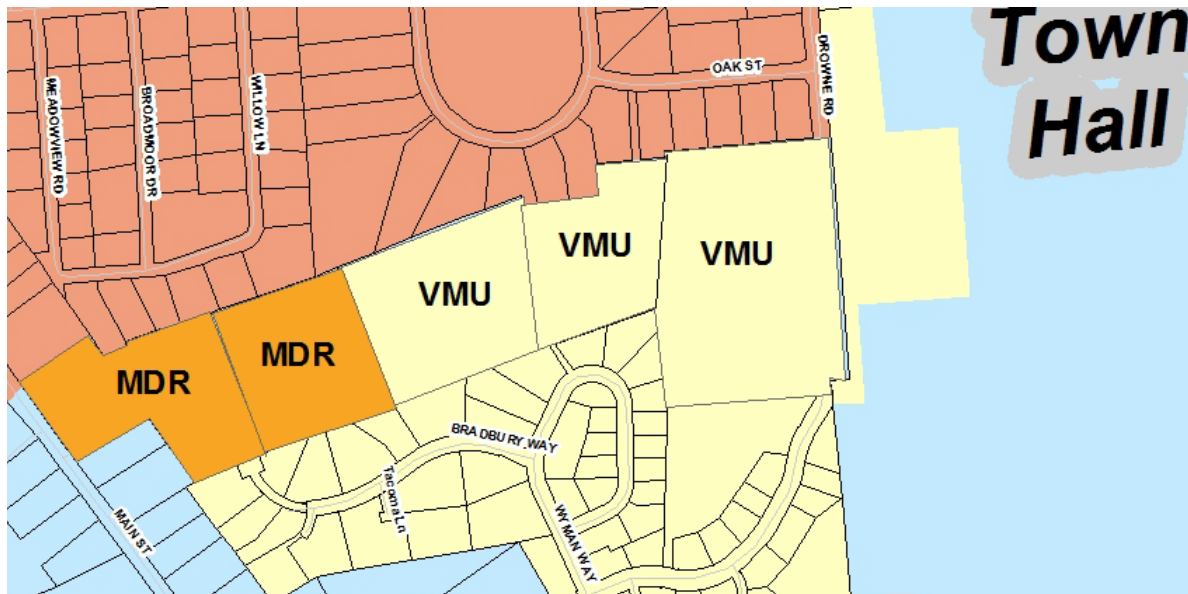 Town
Hall
OAK ST
DROWNE RD
MEADOWVIEW RD
BROADMOOR DR
WILLOW LN
VMU
VMU
VMU
MDR
MDR
BRADBURY WAY
Tacoma Ln
WYMAN WAY
MAIN ST